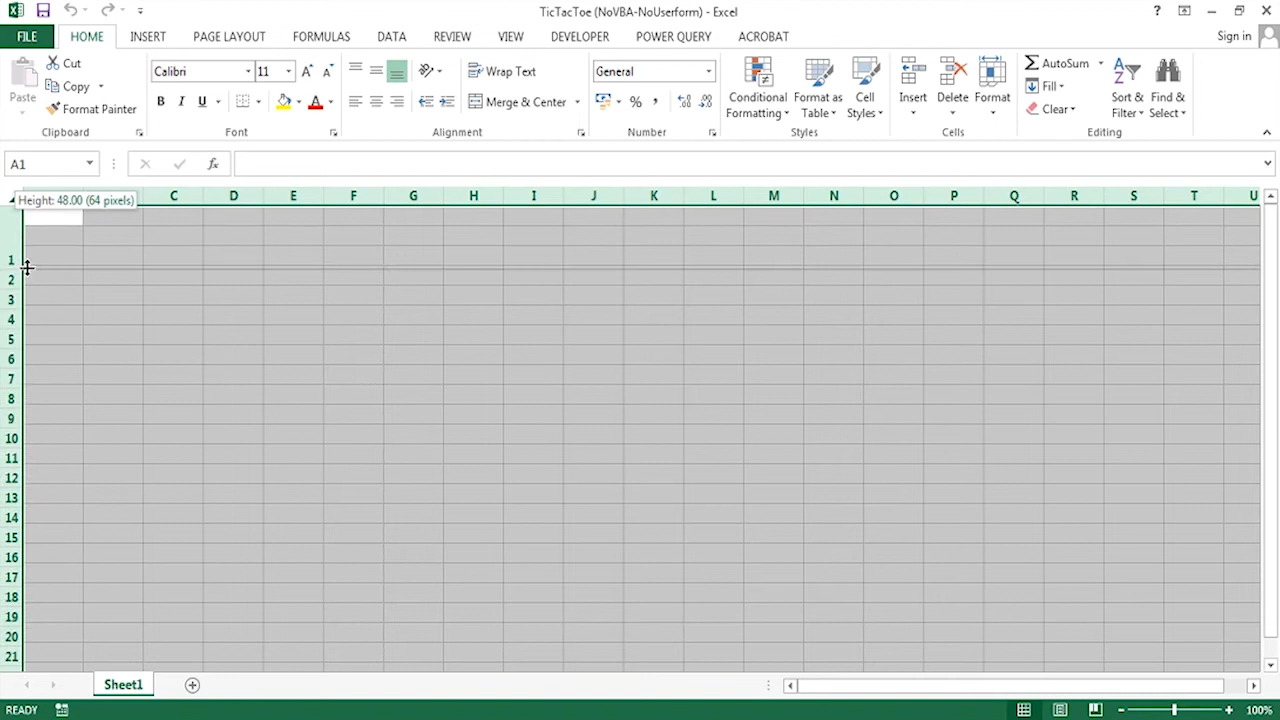 TicTacToe (NoVBA-NoUserform) - Excel
?
FILE HOME INSERT PAGE LAYOUT FORMULAS DATA REVIEW VIEW DEVELOPER POWER QUERY ACROBAT Sign in
Paste
Cut
Copy
Format Painter
Clipboard
Calibri 11
B I U
Font
Wrap Text
Merge & Center
Alignment
General
%
Number
Conditional
Formatting
Format as
Table
Cell
Styles
Styles
Insert
Delete
Format
Cells
AutoSum
Fill
Clear
Sort &
Filter
Find &
Select
Editing
A1
fx
Height: 48.00 (64 pixels)
C D E F G H I J K L M N O P Q R S T U
1
2
3
4
5
6
7
8
9
10
11
12
13
14
15
16
17
18
19
20
21
Sheet1
READY
100%